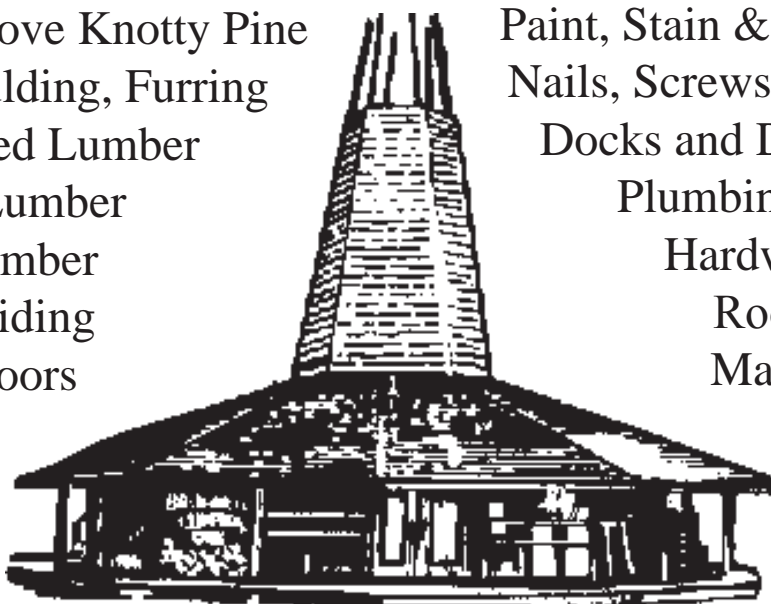 ove Knotty Pine
lding, Furring
ed Lumber
umber
mber
iding
oors
Paint, Stain &
Nails, Screws
Docks and D
Plumbin
Hardw
Ro
Ma